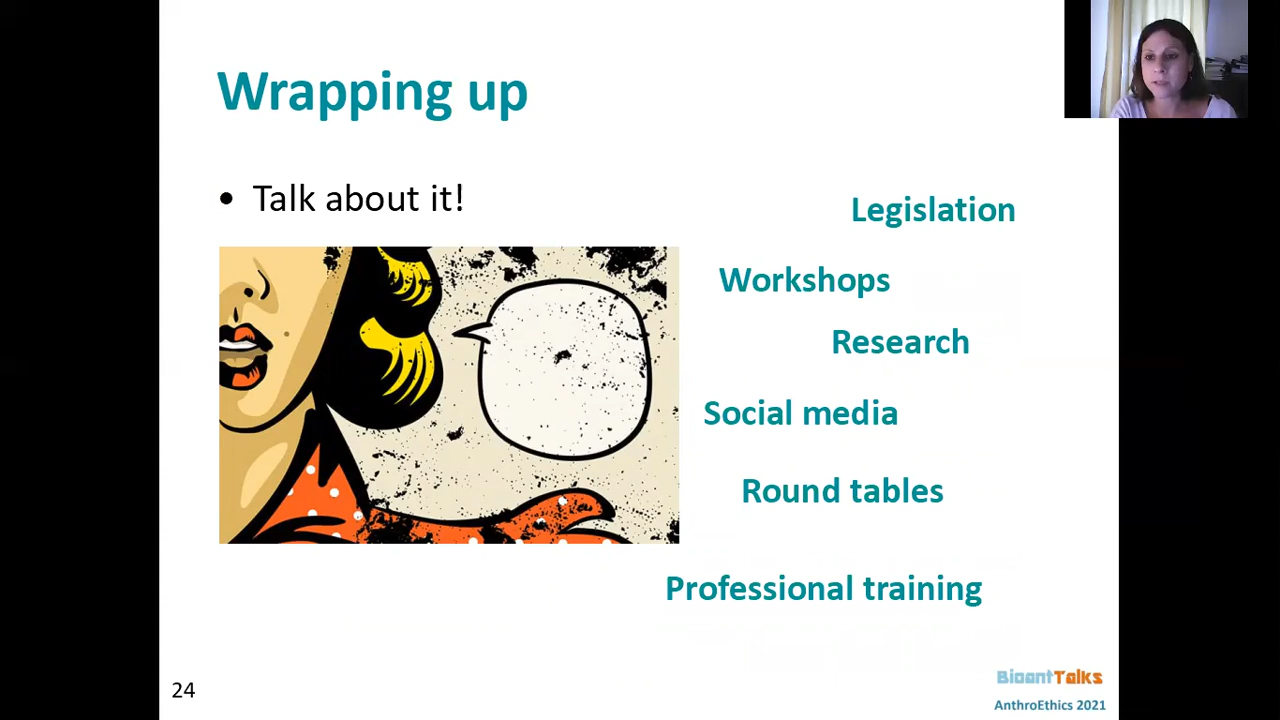 Wrapping up
• Talk about it!
Legislation
Workshops
Research
Social media
Round tables
Professional training
24
BioantTalks
AnthroEthics 2021